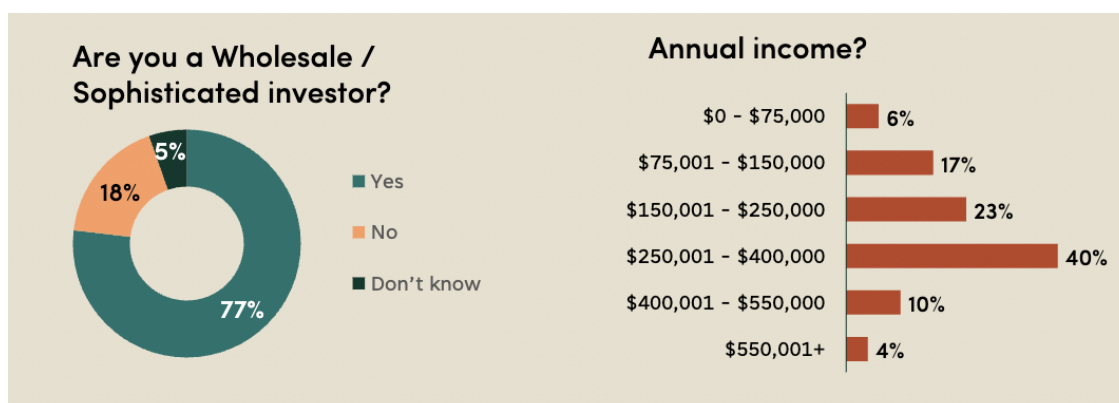 Are you a Wholesale /
Sophisticated investor?
5%
18%
77%
Yes
No
Don't know
Annual income?
$0 - $75,000 6%
$75,001 - $150,000 17%
$150,001 - $250,000 23%
$250,001 - $400,000 40%
$400,001 - $550,000 10%
$550,001+ 4%